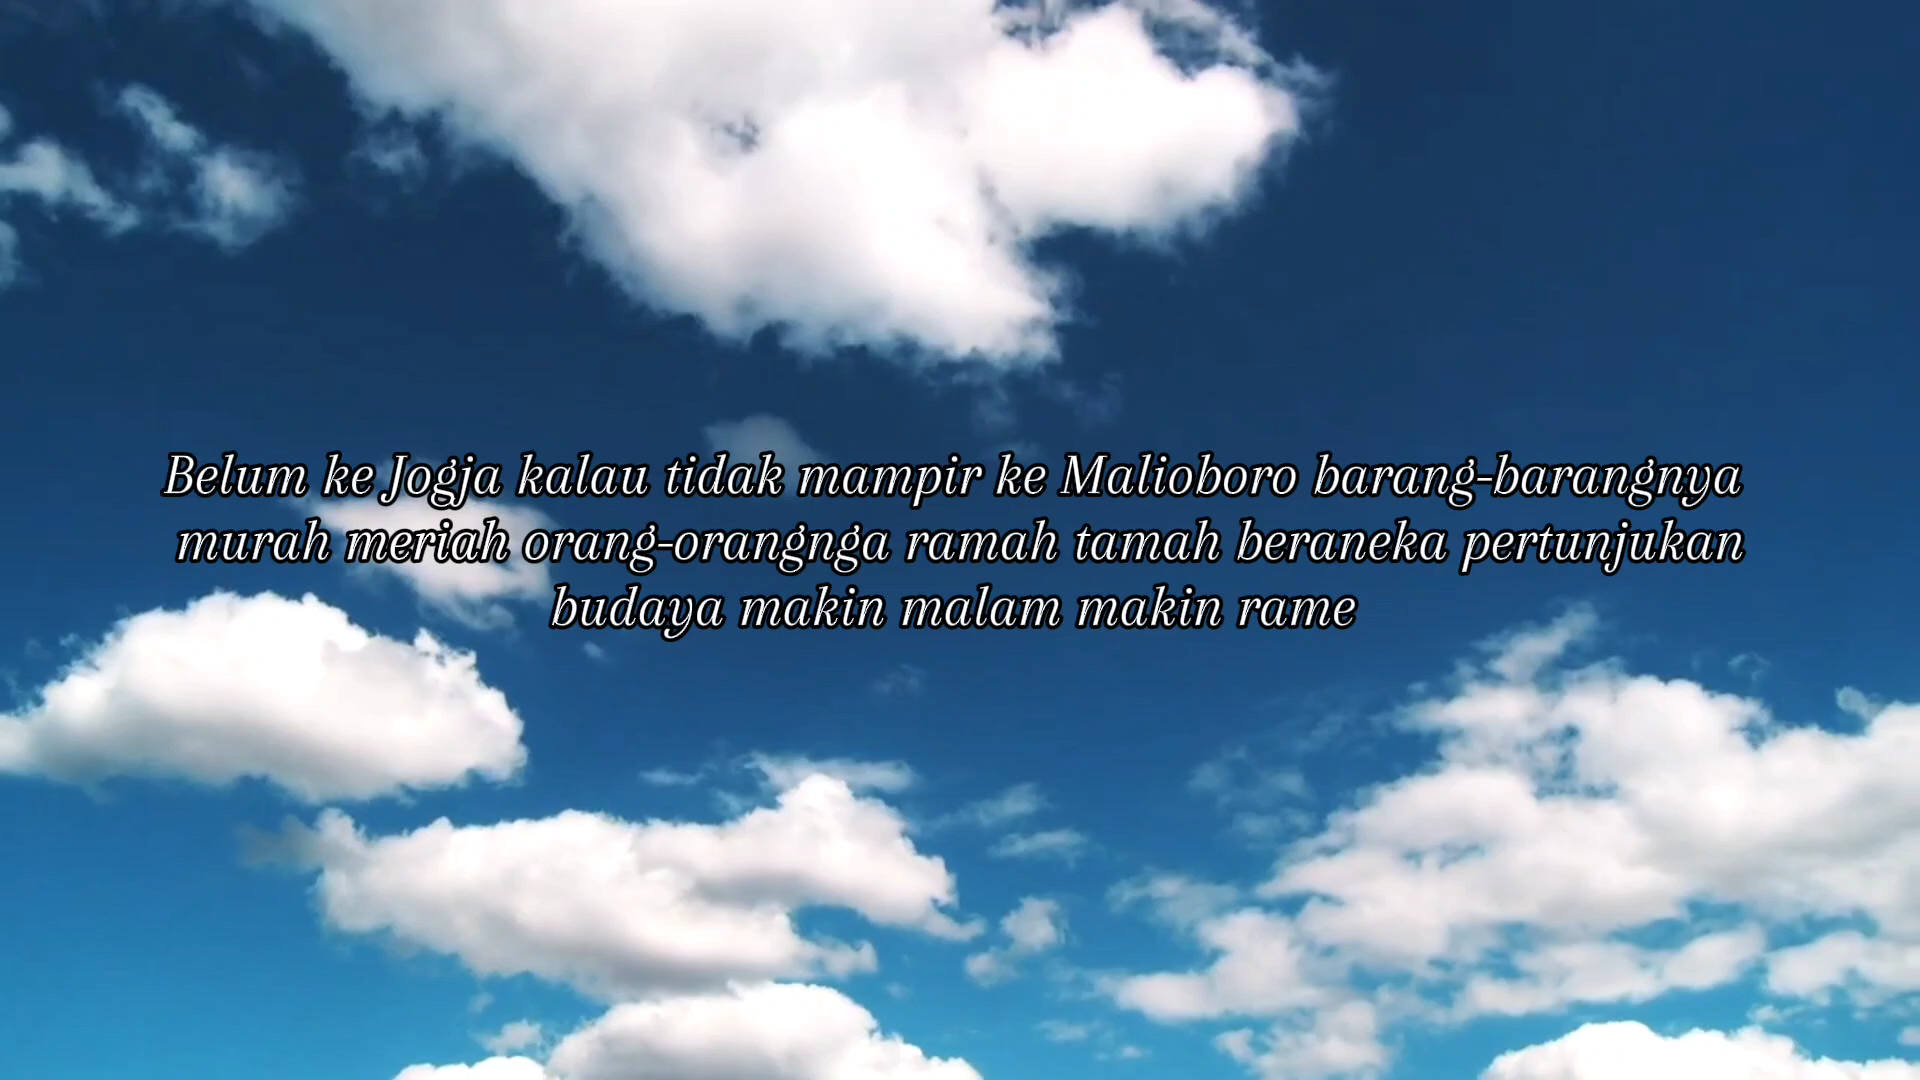 Belum ke Jogja kalau tidak mampir ke Malioboro barang-barangnya
murah meriah orang-orangnga ramah tamah beraneka pertunjukan
budaya makin malam makin rame